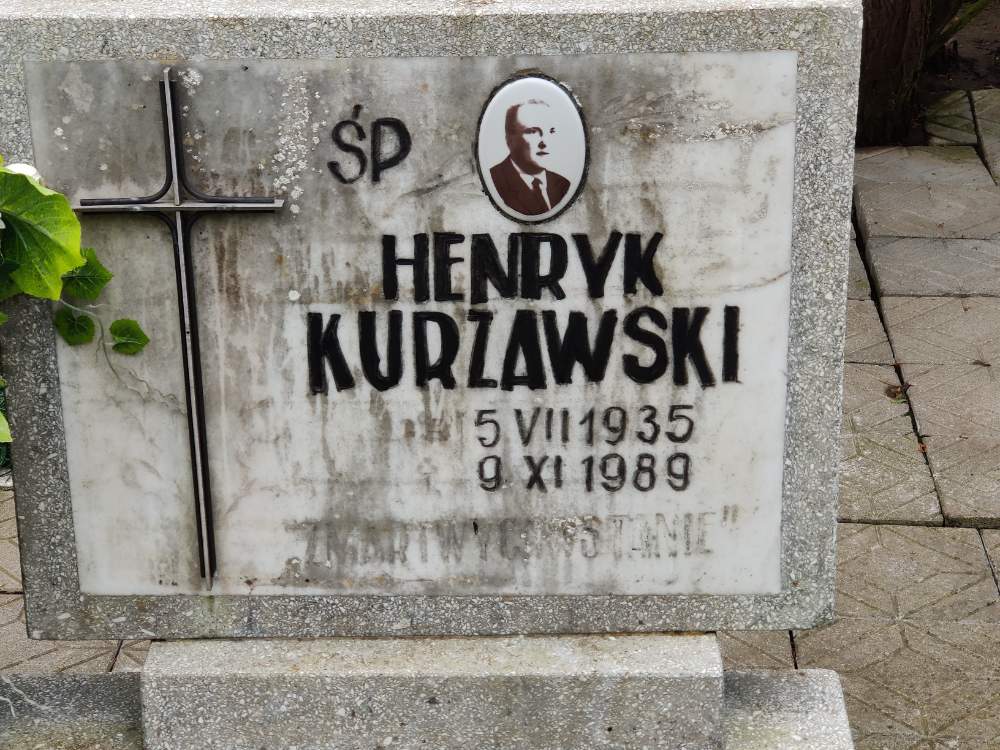 ŚP
HENRYK
KURZAWSKI
5 VII 1935
9. XI 1989
„ZMARTWYCHWSTANIE"